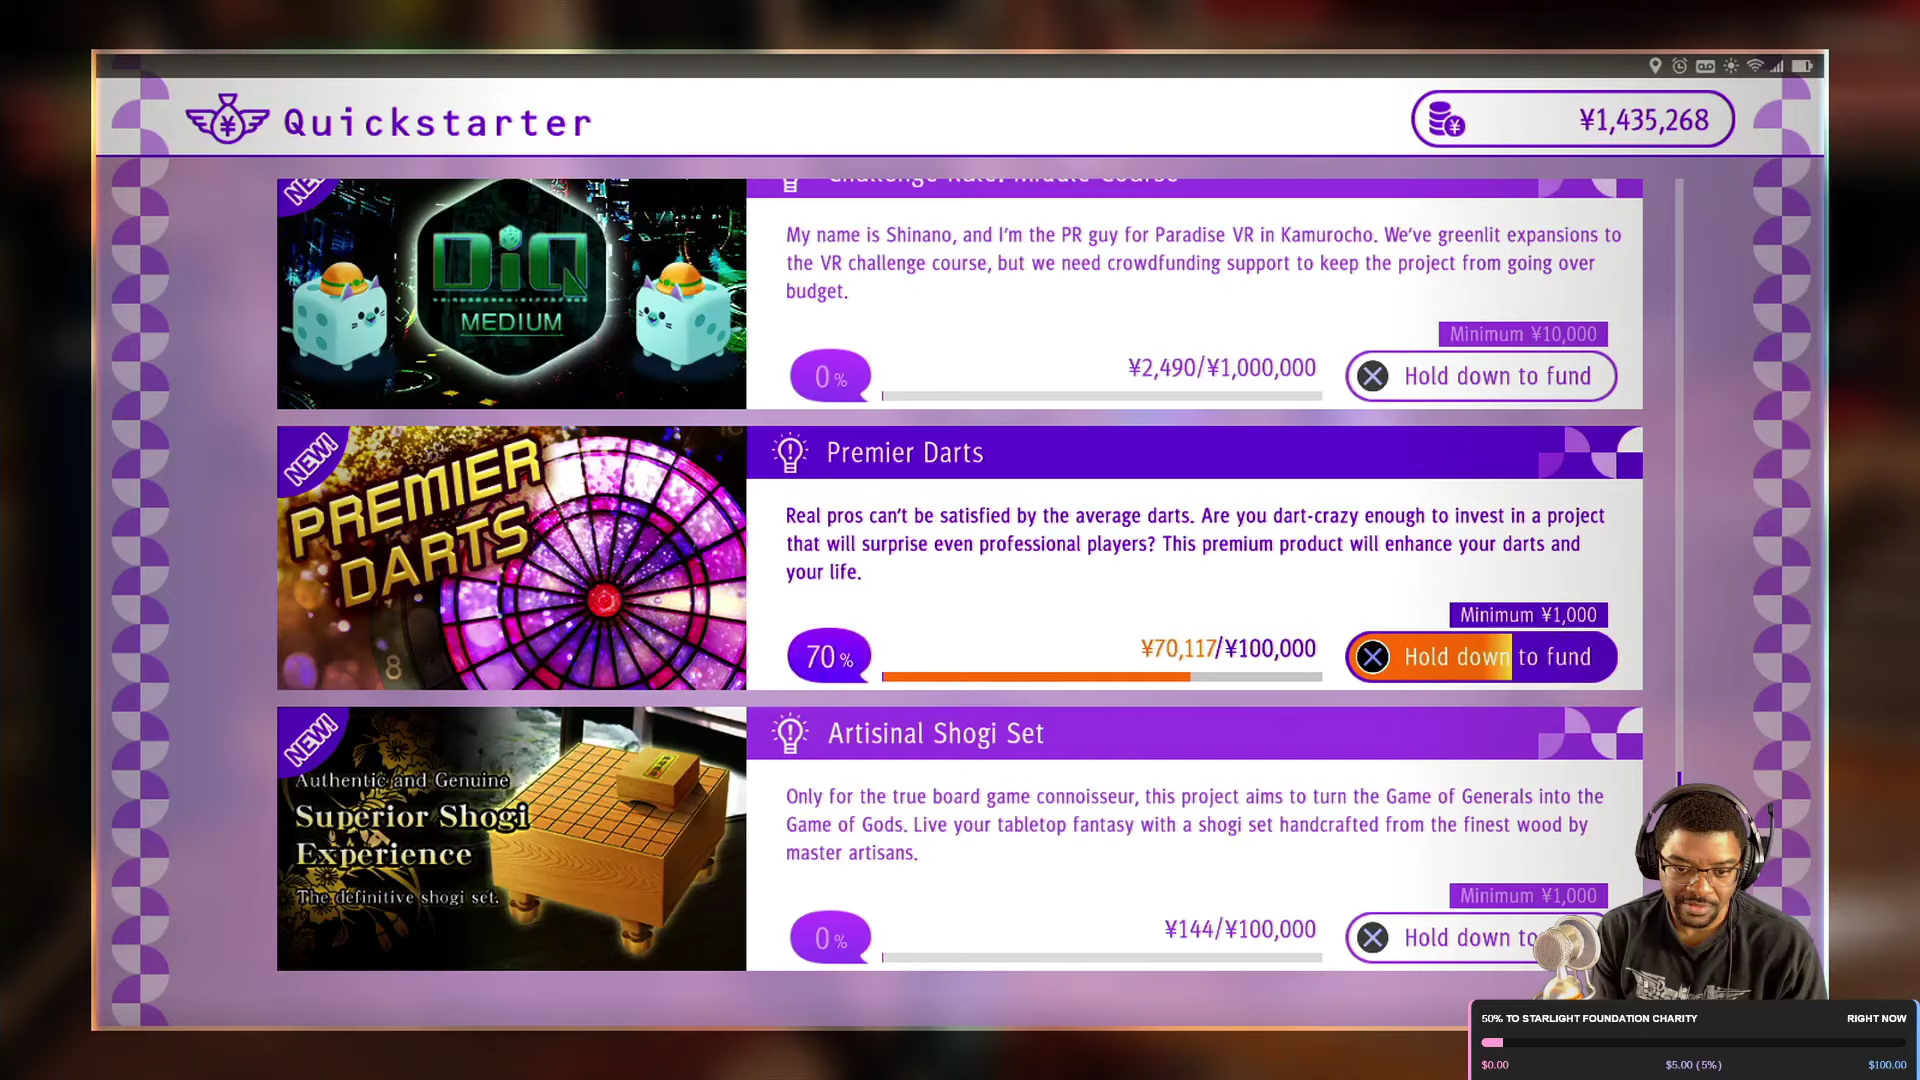 Quickstarter
¥1,435,268
NEW!
Challenge Rule: Middle Course
DiQ
MEDIUM
My name is Shinano, and I'm the PR guy for Paradise VR in Kamurocho. We've greenlit expansions to
the VR challenge course, but we need crowdfunding support to keep the project from going over
budget.
Minimum ¥10,000
0%
¥2,490/¥1,000,000
Hold down to fund
NEW!
PREMIER
DARTS
8
Premier Darts
Real pros can't be satisfied by the average darts. Are you dart-crazy enough to invest in a project
that will surprise even professional players? This premium product will enhance your darts and
your life.
Minimum ¥1,000
70%
¥70,117/¥100,000
Hold down to fund
NEW!
Authentic and Genuine
Superior Shogi
Experience
The definitive shogi set.
Artisinal Shogi Set
Only for the true board game connoisseur, this project aims to turn the Game of Generals into the
Game of Gods. Live your tabletop fantasy with a shogi set handcrafted from the finest wood by
master artisans.
Minimum ¥1,000
0%
¥144/¥100,000
Hold down to
50% TO STARLIGHT FOUNDATION CHARITY
RIGHT NOW
$0.00
$5.00 (5%)
$100.00